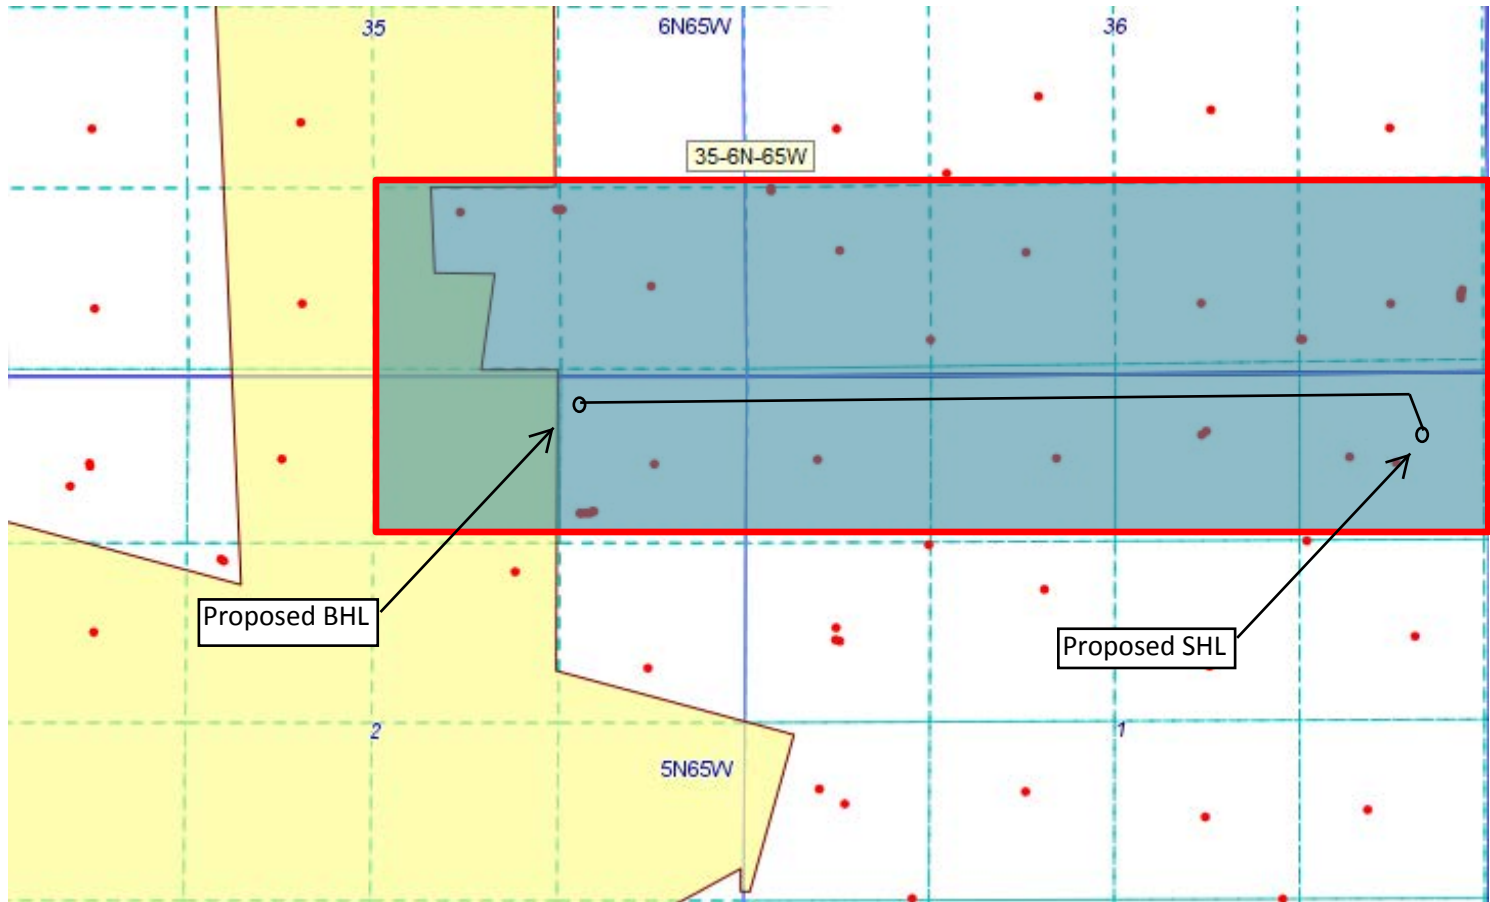 35
6N65W
36
35-6N-65W
Proposed BHL
Proposed SHL
2
1
5N65W